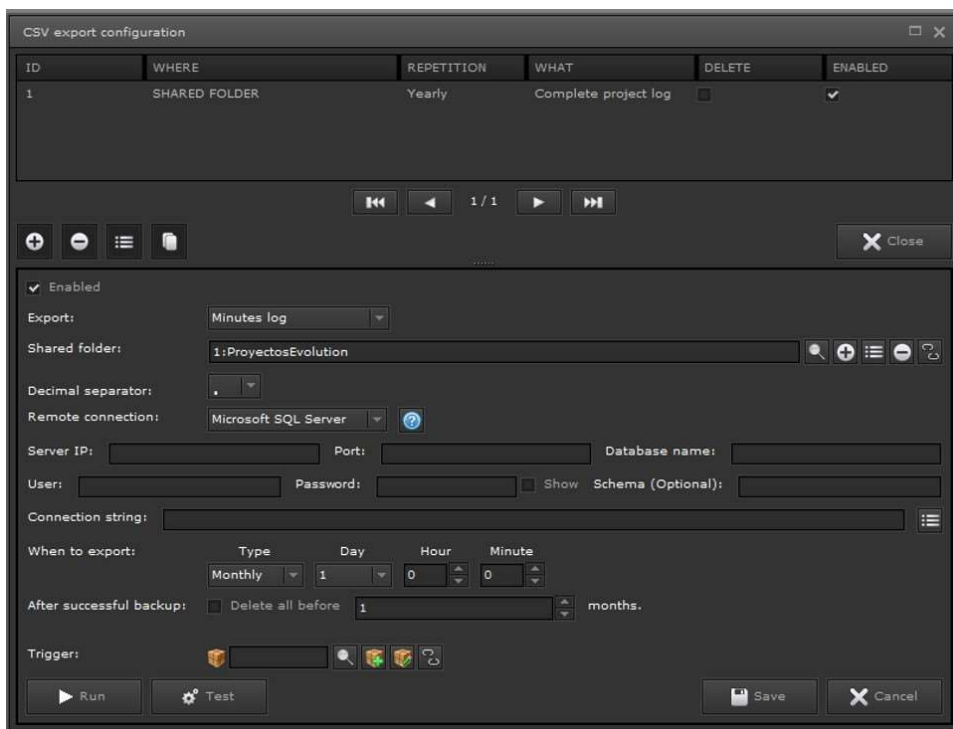 CSV export configuration
ID WHERE REPETITION WHAT DELETE ENABLED
1 SHARED FOLDER Yearly Complete project log
1 / 1
Close
Enabled
Export: Minutes log
Shared folder: 1:ProyectosEvolution
Decimal separator: .
Remote connection: Microsoft SQL Server ?
Server IP: Port: Database name:
User: Password: Show Schema (Optional):
Connection string:
When to export: Type Day Hour Minute
Monthly 1 0 0
After successful backup: Delete all before 1 months.
Trigger:
Run Test Save Cancel